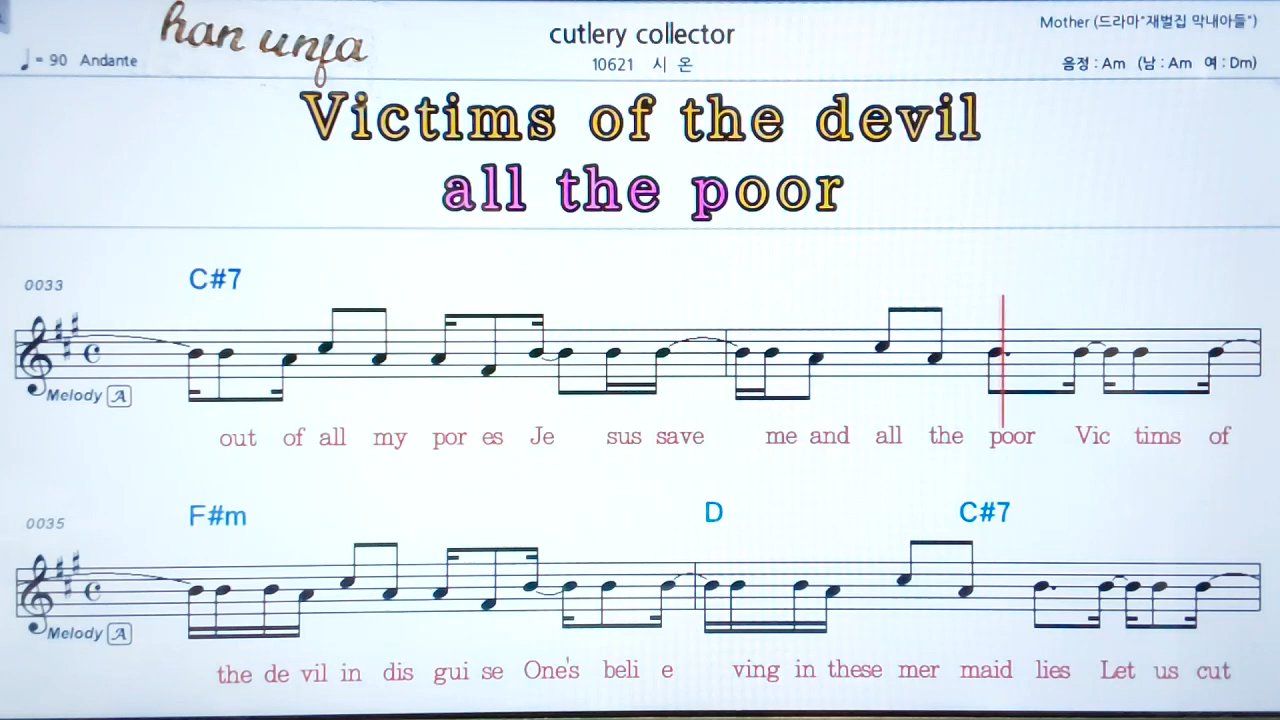 han unja
cutlery collector
Mother (드라마"재벌집 막내아들")
♩= 90 Andante
10621 시 온
음정 : Am (남 : Am 여 : Dm)
Victims of the devil
all the poor
0033
C#7
Melody A
out of all my por es Je sus save me and all the poor Vic tims of
0035
F#m D C#7
Melody A
the de vil in dis gui se One's beli e ving in these mer maid lies Let us cut